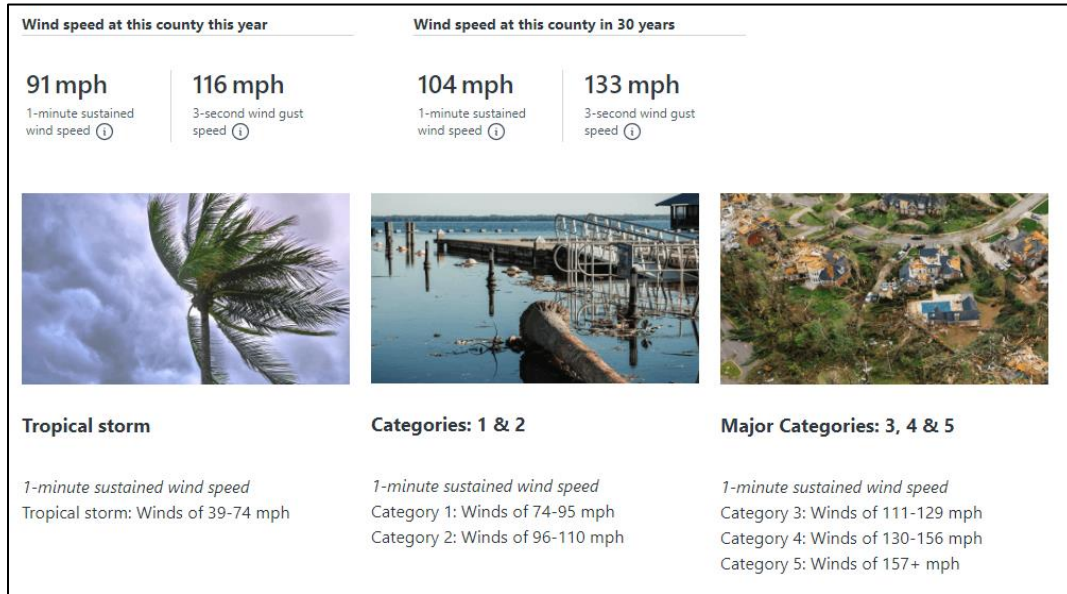 Wind speed at this county this year
Wind speed at this county in 30 years
91 mph
1-minute sustained
wind speed i
116 mph
3-second wind gust
speed i
104 mph
1-minute sustained
wind speed i
133 mph
3-second wind gust
speed i
Tropical storm
1-minute sustained wind speed
Tropical storm: Winds of 39-74 mph
Categories: 1 & 2
1-minute sustained wind speed
Category 1: Winds of 74-95 mph
Category 2: Winds of 96-110 mph
Major Categories: 3, 4 & 5
1-minute sustained wind speed
Category 3: Winds of 111-129 mph
Category 4: Winds of 130-156 mph
Category 5: Winds of 157+ mph